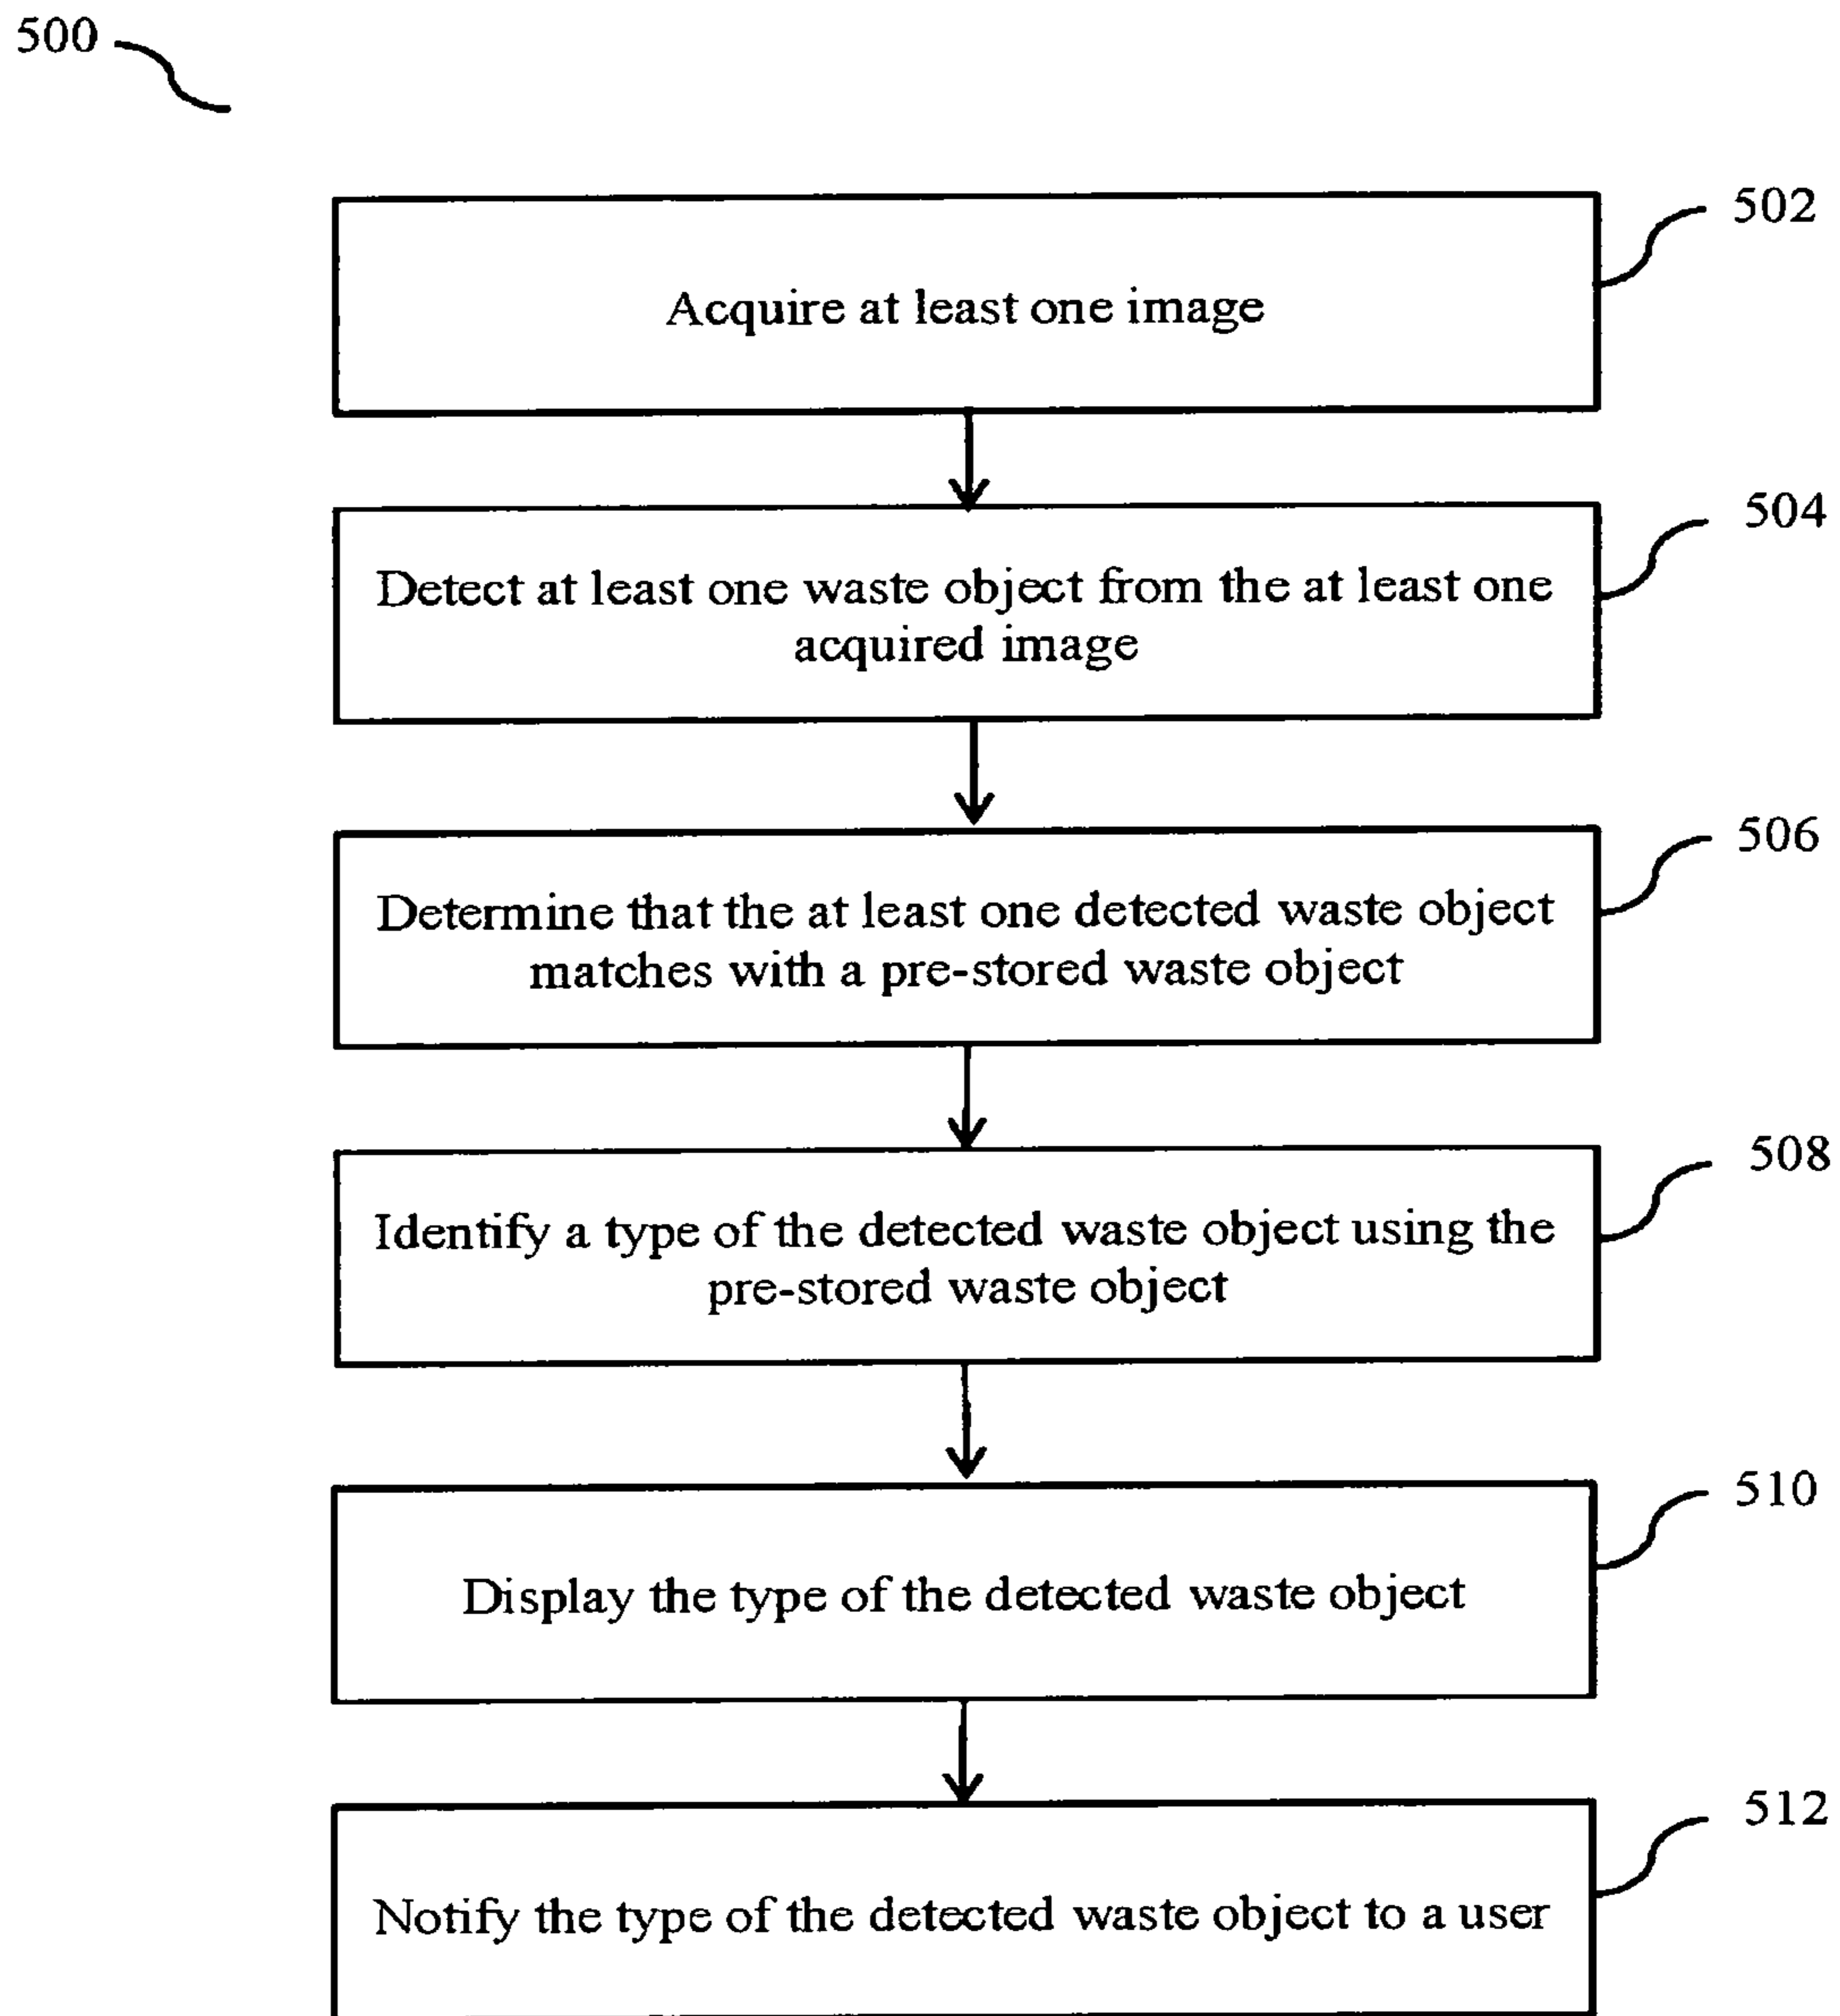 500
502
Acquire at least one image
504
Detect at least one waste object from the at least one
acquired image
506
Determine that the at least one detected waste object
matches with a pre-stored waste object
508
Identify a type of the detected waste object using the
pre-stored waste object
510
Display the type of the detected waste object
512
Notify the type of the detected waste object to a user